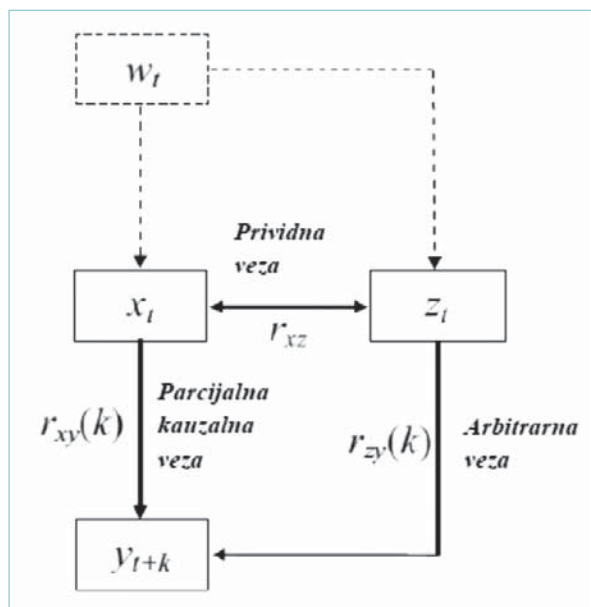 w_t
Prividna
veza
x_t
z_t
r_xz
Parcijalna
kauzalna
veza
r_xy(k)
r_zy(k)
Arbitrarna
veza
y_t+k